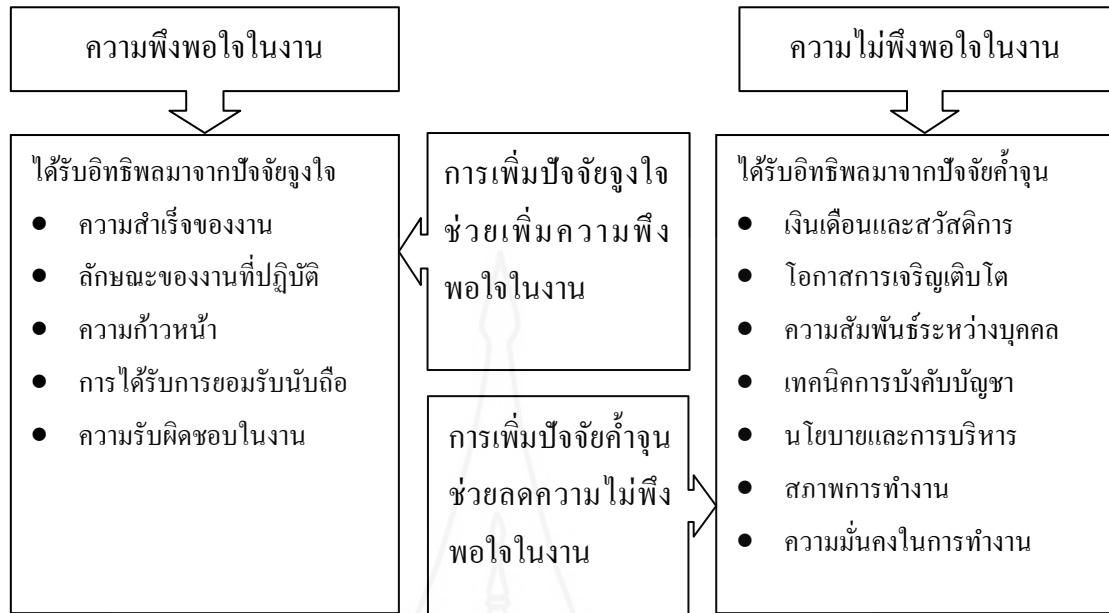 ความพึงพอใจในงาน
ความไม่พึงพอใจในงาน
ได้รับอิทธิพลมาจากปัจจัยจูงใจ
● ความสำเร็จของงาน
● ลักษณะของงานที่ปฏิบัติ
● ความก้าวหน้า
● การได้รับการยอมรับนับถือ
● ความรับผิดชอบในงาน
การเพิ่มปัจจัยจูงใจ
ช่วยเพิ่มความพึง
พอใจในงาน
การเพิ่มปัจจัยค้ำจุน
ช่วยลดความไม่พึง
พอใจในงาน
ได้รับอิทธิพลมาจากปัจจัยค้ำจุน
● เงินเดือนและสวัสดิการ
● โอกาสการเจริญเติบโต
● ความสัมพันธ์ระหว่างบุคคล
● เทคนิคการบังคับบัญชา
● นโยบายและการบริหาร
● สภาพการทำงาน
● ความมั่นคงในการทำงาน